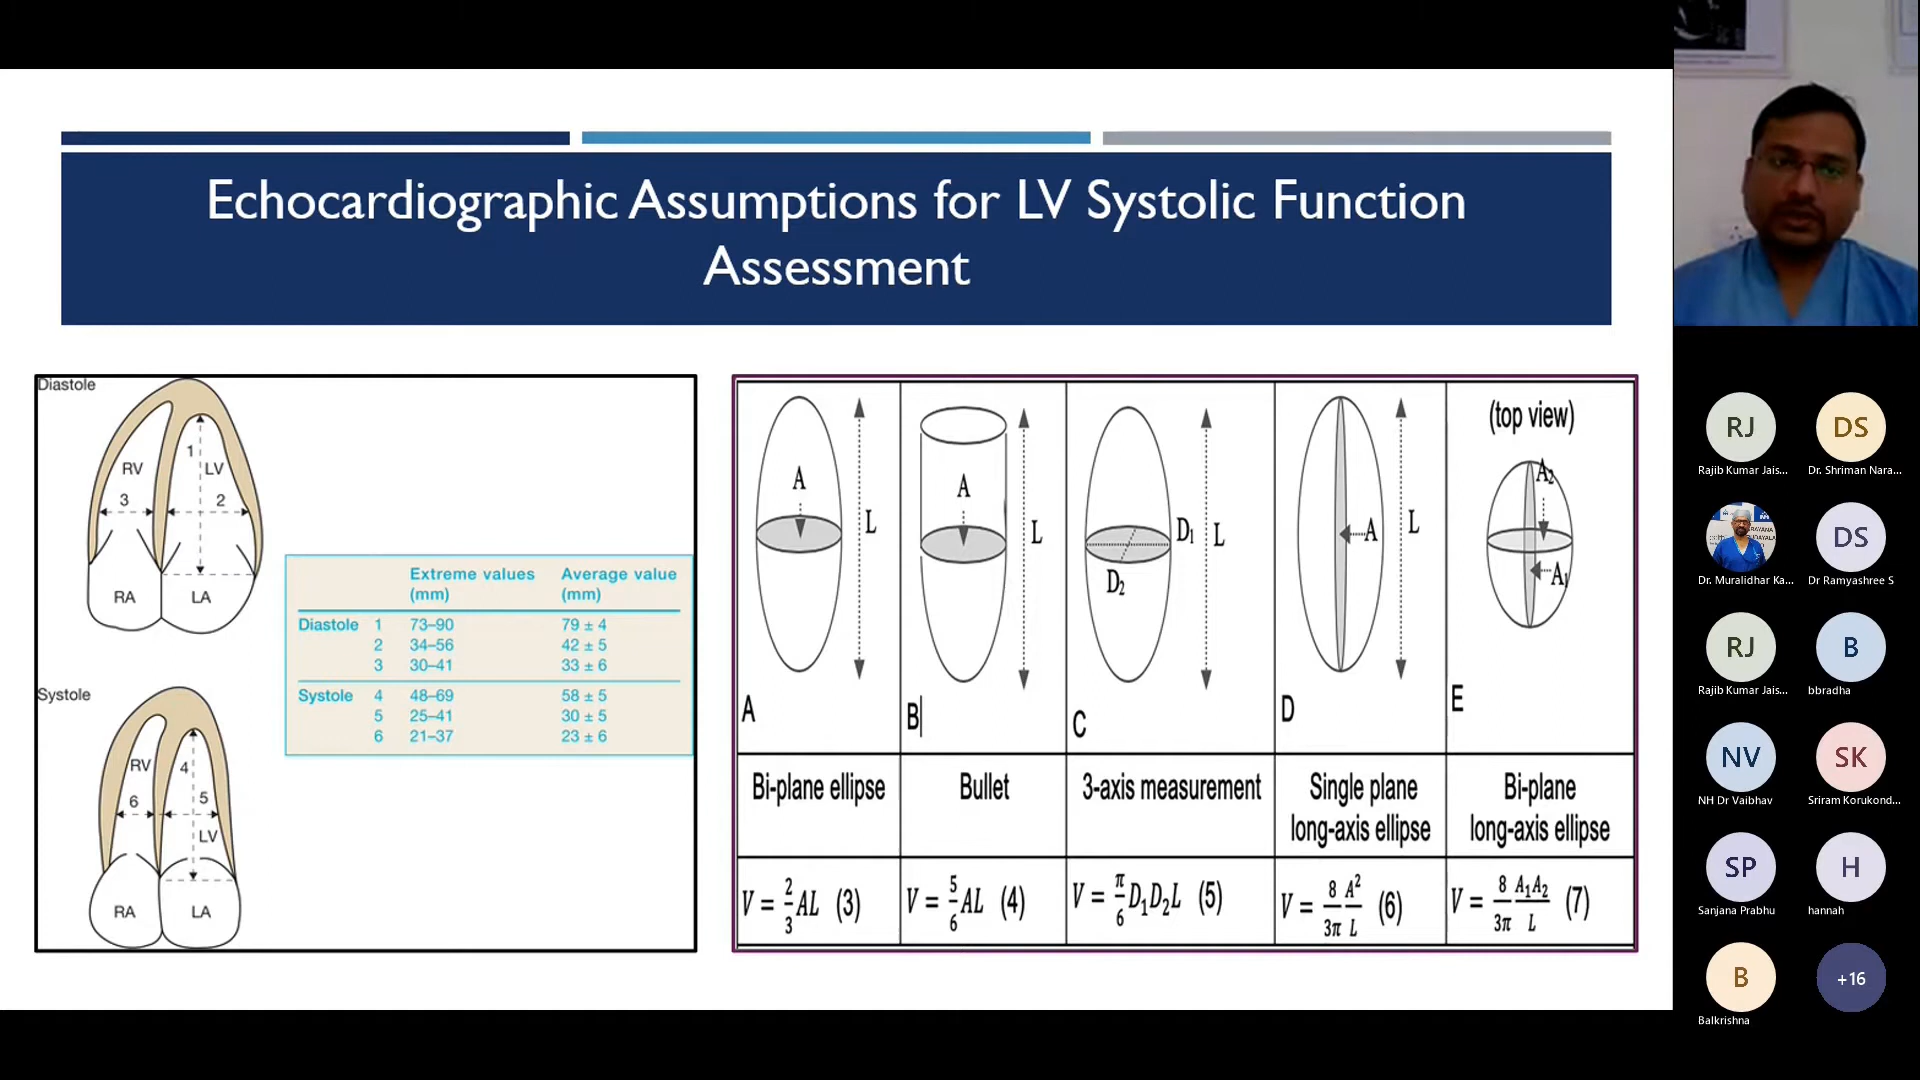 Echocardiographic Assumptions for LV Systolic Function
Assessment
Diastole
1
RV
LV
3
2
RA
LA
Systole
RV
4
6
5
LV
RA
LA
Extreme values Average value
(mm) (mm)
Diastole 1 73–90 79 ± 4
2 34–56 42 ± 5
3 30–41 33 ± 6
Systole 4 48–69 58 ± 5
5 25–41 30 ± 5
6 21–37 23 ± 6
A
L
A
Bi-plane ellipse
V = 2/3 AL (3)
A
L
B
Bullet
V = 5/6 AL (4)
D₁
L
D₂
C
3-axis measurement
V = π/6 D₁D₂L (5)
A
L
D
Single plane
long-axis ellipse
V = 8/3π A²/L (6)
(top view)
A₂
A₁
E
Bi-plane
long-axis ellipse
V = 8/3π A₁A₂/L (7)
RJ
Rajib Kumar Jais...
DS
Dr. Shriman Nara...
Dr. Muralidhar Ka...
DS
Dr Ramyashree S
RJ
Rajib Kumar Jais...
B
bbradha
NV
NH Dr Vaibhav
SK
Sriram Korukond...
SP
Sanjana Prabhu
H
hannah
B
Balkrishna
+16